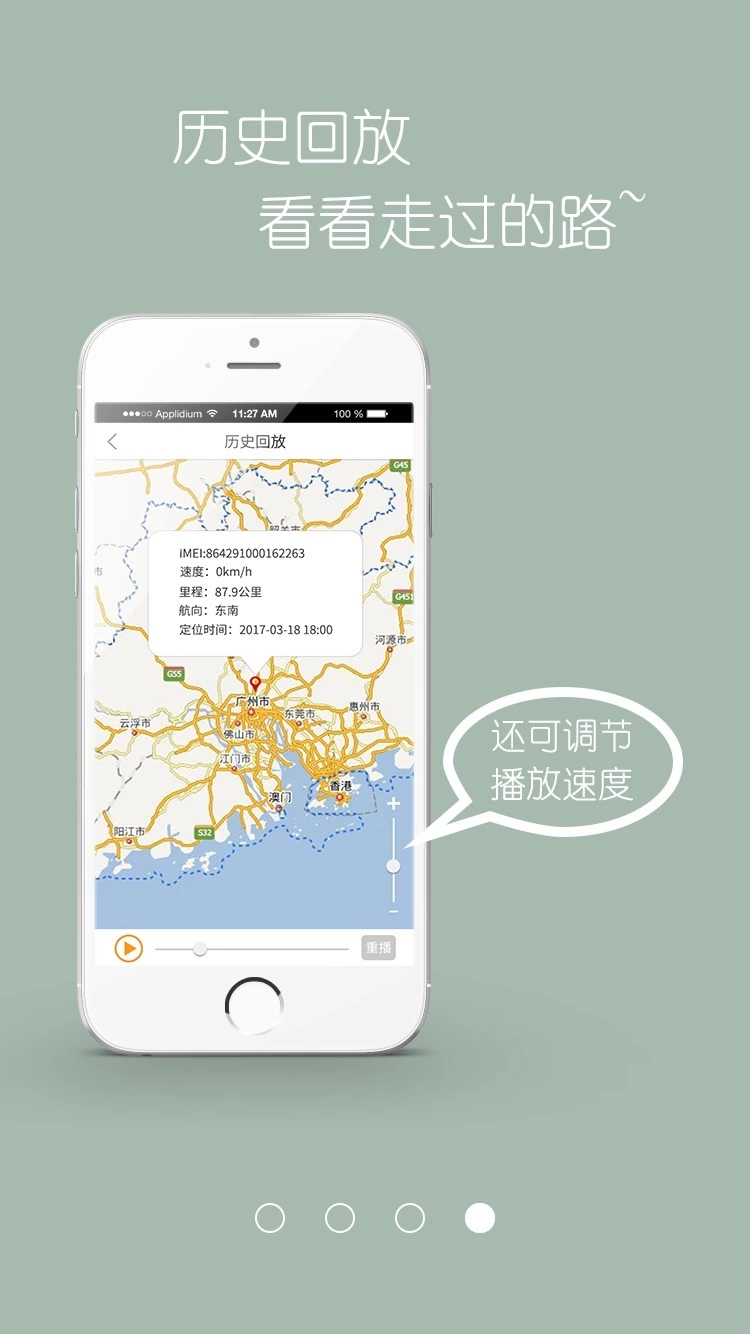 历史回放
看看走过的路~
Applidium 11:27 AM 100 %
历史回放
G45
iMEI:864291000162263
速度：0km/h
里程：87.9公里
航向：东南
定位时间：2017-03-18 18:00
市
G451
河源市
G55
广州市
惠州市
东莞市
云浮市
佛山市
还可调节
播放速度
江门市
香港
澳门
+
阳江市
S32
−
重播